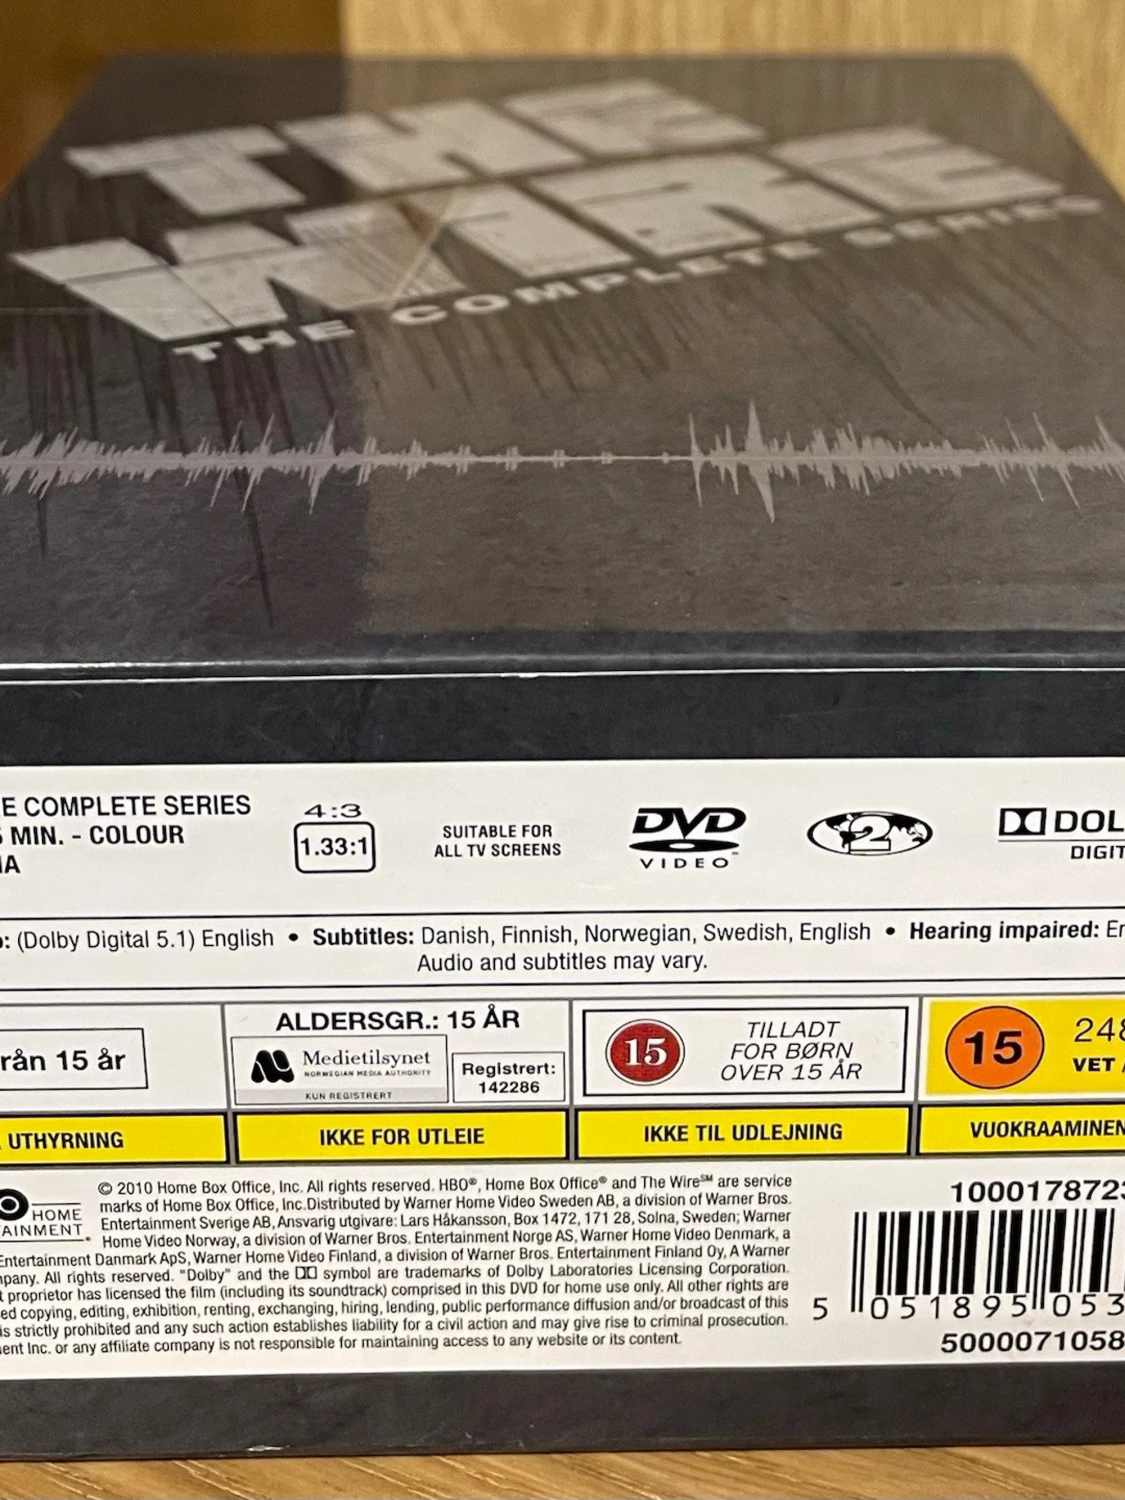 THE
WIRE
THE COMPLETE SERIES
E COMPLETE SERIES
MIN. - COLOUR
4:3
1.33:1
SUITABLE FOR
ALL TV SCREENS
DVD
VIDEO
2
DOL
DIGIT
(Dolby Digital 5.1) English • Subtitles: Danish, Finnish, Norwegian, Swedish, English • Hearing impaired: En
Audio and subtitles may vary.
rån 15 år
ALDERSGR.: 15 ÅR
Medietilsynet
NORWEGIAN MEDIA AUTHORITY
KUN REGISTRERT
Registrert:
142286
15
TILLADT
FOR BØRN
OVER 15 ÅR
15
248
VET
UTHYRNING
IKKE FOR UTLEIE
IKKE TIL UDLEJNING
VUOKRAAMINEN
HOME
AINMENT
© 2010 Home Box Office, Inc. All rights reserved. HBO®, Home Box Office® and The Wire℠ are service
marks of Home Box Office, Inc.Distributed by Warner Home Video Sweden AB, a division of Warner Bros.
Entertainment Sverige AB, Ansvarig utgivare: Lars Håkansson, Box 1472, 171 28, Solna, Sweden; Warner
Home Video Norway, a division of Warner Bros. Entertainment Norge AS, Warner Home Video Denmark, a
Entertainment Danmark ApS, Warner Home Video Finland, a division of Warner Bros. Entertainment Finland Oy, A Warner
pany. All rights reserved. "Dolby" and the symbol are trademarks of Dolby Laboratories Licensing Corporation.
t proprietor has licensed the film (including its soundtrack) comprised in this DVD for home use only. All other rights are
ed copying, editing, exhibition, renting, exchanging, hiring, lending, public performance diffusion and/or broadcast of this
is strictly prohibited and any such action establishes liability for a civil action and may give rise to criminal prosecution.
ent Inc. or any affiliate company is not responsible for maintaining access to any website or its content.
1000178723
5 051895 053
5000071058